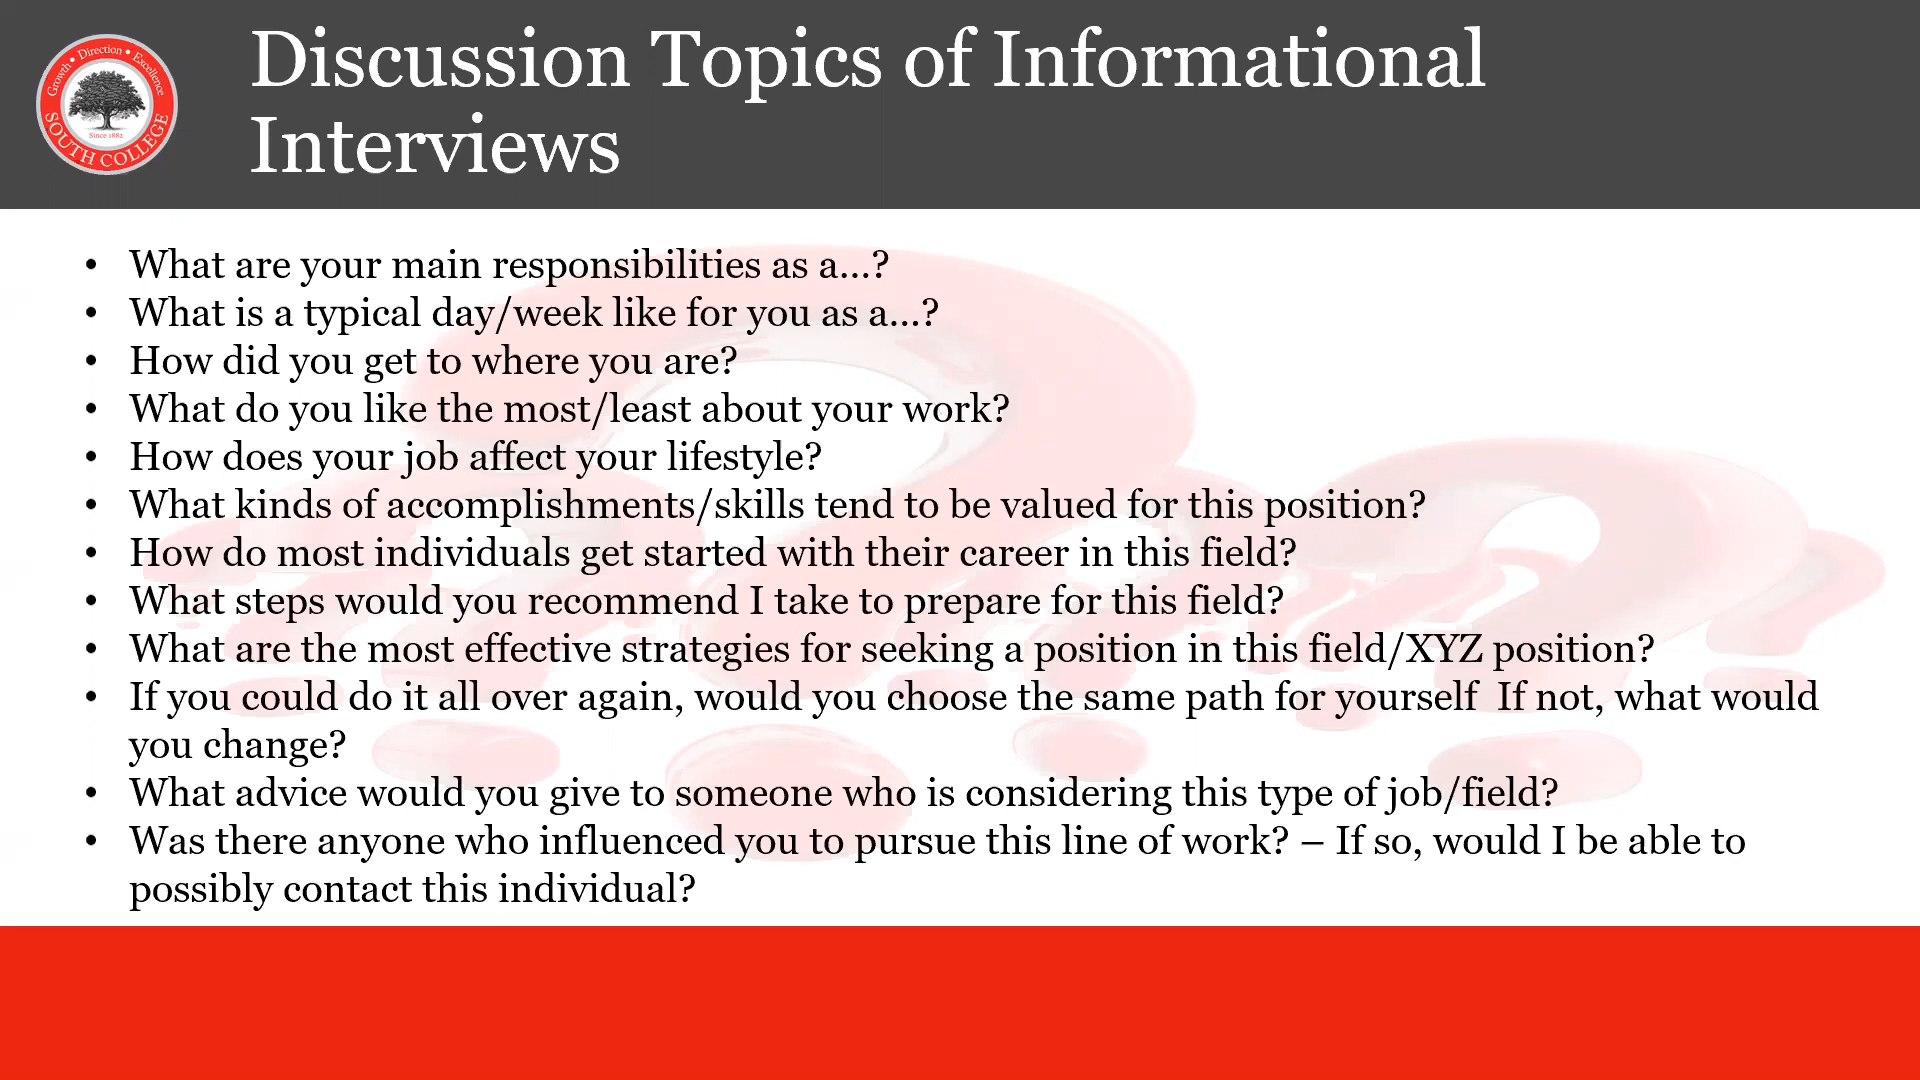 Growth • Direction • Excellence
Since 1882
SOUTH COLLEGE
Discussion Topics of Informational
Interviews
• What are your main responsibilities as a...?
• What is a typical day/week like for you as a...?
• How did you get to where you are?
• What do you like the most/least about your work?
• How does your job affect your lifestyle?
• What kinds of accomplishments/skills tend to be valued for this position?
• How do most individuals get started with their career in this field?
• What steps would you recommend I take to prepare for this field?
• What are the most effective strategies for seeking a position in this field/XYZ position?
• If you could do it all over again, would you choose the same path for yourself  If not, what would
you change?
• What advice would you give to someone who is considering this type of job/field?
• Was there anyone who influenced you to pursue this line of work? – If so, would I be able to
possibly contact this individual?